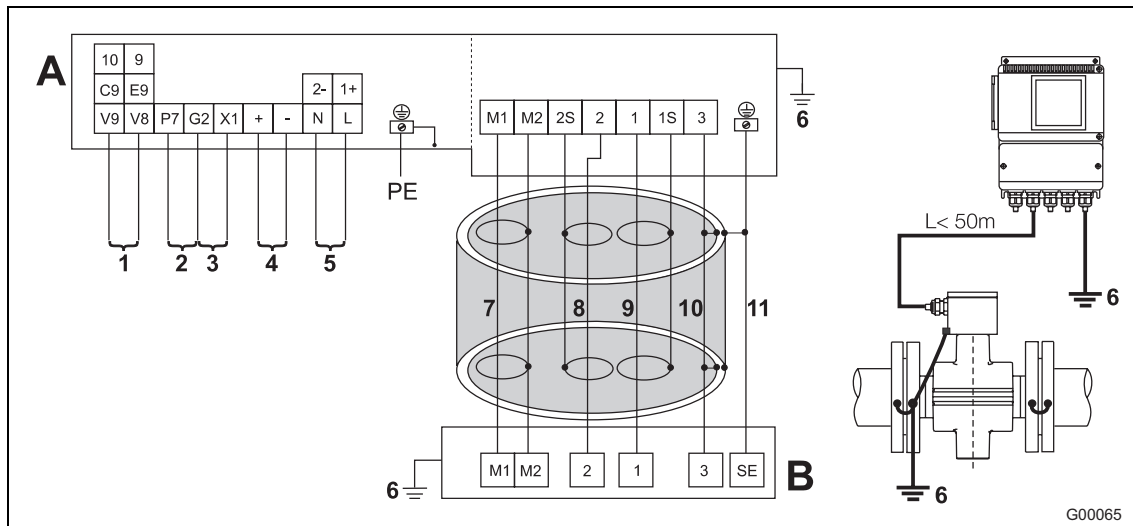 A
10 9
C9 E9 2- 1+
V9 V8 P7 G2 X1 + - N L
PE
1 2 3 4 5
M1 M2 2S 2 1 1S 3
6
7 8 9 10 11
M1 M2 2 1 3 SE
6
B
L< 50m
6
6
G00065